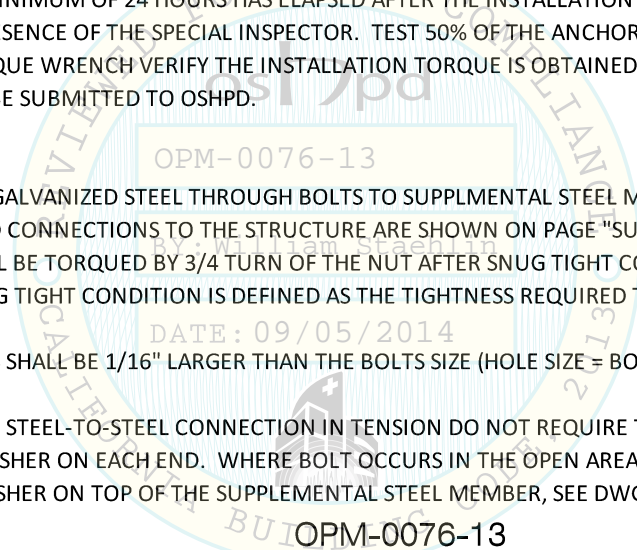 MINIMUM OF 24 HOURS HAS ELAPSED AFTER THE INSTALLATION
SENCE OF THE SPECIAL INSPECTOR. TEST 50% OF THE ANCHOR
QUE WRENCH VERIFY THE INSTALLATION TORQUE IS OBTAINED
E SUBMITTED TO OSHPD.
oshpd
OPM-0076-13
GALVANIZED STEEL THROUGH BOLTS TO SUPPLMENTAL STEEL M
CONNECTIONS TO THE STRUCTURE ARE SHOWN ON PAGE "SU
BY: William Staehlin
L BE TORQUED BY 3/4 TURN OF THE NUT AFTER SNUG TIGHT CO
G TIGHT CONDITION IS DEFINED AS THE TIGHTNESS REQUIRED T
DATE: 09/05/2014
SHALL BE 1/16" LARGER THAN THE BOLTS SIZE (HOLE SIZE = BO
STEEL-TO-STEEL CONNECTION IN TENSION DO NOT REQUIRE T
SHER ON EACH END. WHERE BOLT OCCURS IN THE OPEN AREA
SHER ON TOP OF THE SUPPLEMENTAL STEEL MEMBER, SEE DWG
CALIFORNIA BUILDING CODE, 2013
OPM-0076-13